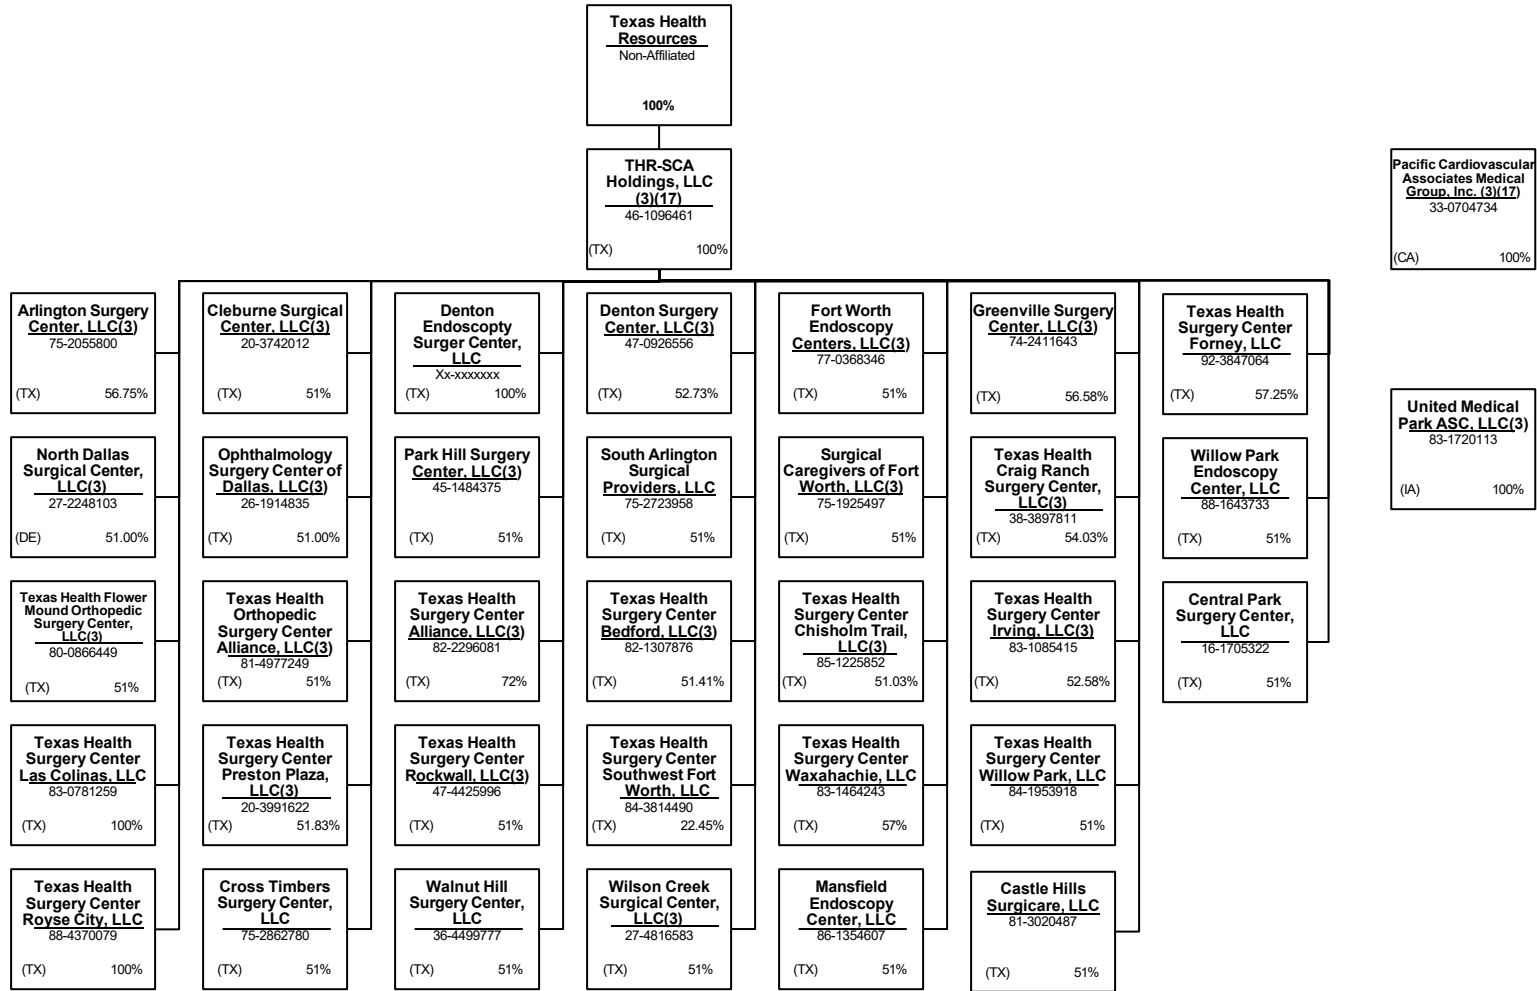 Texas Health
Resources
Non-Affiliated
100%
THR-SCA
Holdings, LLC
(3)(17)
46-1096461
(TX) 100%
Pacific Cardiovascular
Associates Medical
Group, Inc. (3)(17)
33-0704734
(CA) 100%
Arlington Surgery
Center, LLC(3)
75-2055800
(TX) 56.75%
Cleburne Surgical
Center, LLC(3)
20-3742012
(TX) 51%
Denton
Endoscopty
Surger Center,
LLC
Xx-xxxxxxx
(TX) 100%
Denton Surgery
Center, LLC(3)
47-0926556
(TX) 52.73%
Fort Worth
Endoscopy
Centers, LLC(3)
77-0368346
(TX) 51%
Greenville Surgery
Center, LLC(3)
74-2411643
(TX) 56.58%
Texas Health
Surgery Center
Forney, LLC
92-3847064
(TX) 57.25%
United Medical
Park ASC, LLC(3)
83-1720113
(IA) 100%
North Dallas
Surgical Center,
LLC(3)
27-2248103
(DE) 51.00%
Ophthalmology
Surgery Center of
Dallas, LLC(3)
26-1914835
(TX) 51.00%
Park Hill Surgery
Center, LLC(3)
45-1484375
(TX) 51%
South Arlington
Surgical
Providers, LLC
75-2723958
(TX) 51%
Surgical
Caregivers of Fort
Worth, LLC(3)
75-1925497
(TX) 51%
Texas Health
Craig Ranch
Surgery Center,
LLC(3)
38-3897811
(TX) 54.03%
Willow Park
Endoscopy
Center, LLC
88-1643733
(TX) 51%
Texas Health Flower
Mound Orthopedic
Surgery Center,
LLC(3)
80-0866449
(TX) 51%
Texas Health
Orthopedic
Surgery Center
Alliance, LLC(3)
81-4977249
(TX) 51%
Texas Health
Surgery Center
Alliance, LLC(3)
82-2296081
(TX) 72%
Texas Health
Surgery Center
Bedford, LLC(3)
82-1307876
(TX) 51.41%
Texas Health
Surgery Center
Chisholm Trail,
LLC(3)
85-1225852
(TX) 51.03%
Texas Health
Surgery Center
Irving, LLC(3)
83-1085415
(TX) 52.58%
Central Park
Surgery Center,
LLC
16-1705322
(TX) 51%
Texas Health
Surgery Center
Las Colinas, LLC
83-0781259
(TX) 100%
Texas Health
Surgery Center
Preston Plaza,
LLC(3)
20-3991622
(TX) 51.83%
Texas Health
Surgery Center
Rockwall, LLC(3)
47-4425996
(TX) 51%
Texas Health
Surgery Center
Southwest Fort
Worth, LLC
84-3814490
(TX) 22.45%
Texas Health
Surgery Center
Waxahachie, LLC
83-1464243
(TX) 57%
Texas Health
Surgery Center
Willow Park, LLC
84-1953918
(TX) 51%
Texas Health
Surgery Center
Royse City, LLC
88-4370079
(TX) 100%
Cross Timbers
Surgery Center,
LLC
75-2862780
(TX) 51%
Walnut Hill
Surgery Center,
LLC
36-4499777
(TX) 51%
Wilson Creek
Surgical Center,
LLC(3)
27-4816583
(TX) 51%
Mansfield
Endoscopy
Center, LLC
86-1354607
(TX) 51%
Castle Hills
Surgicare, LLC
81-3020487
(TX) 51%